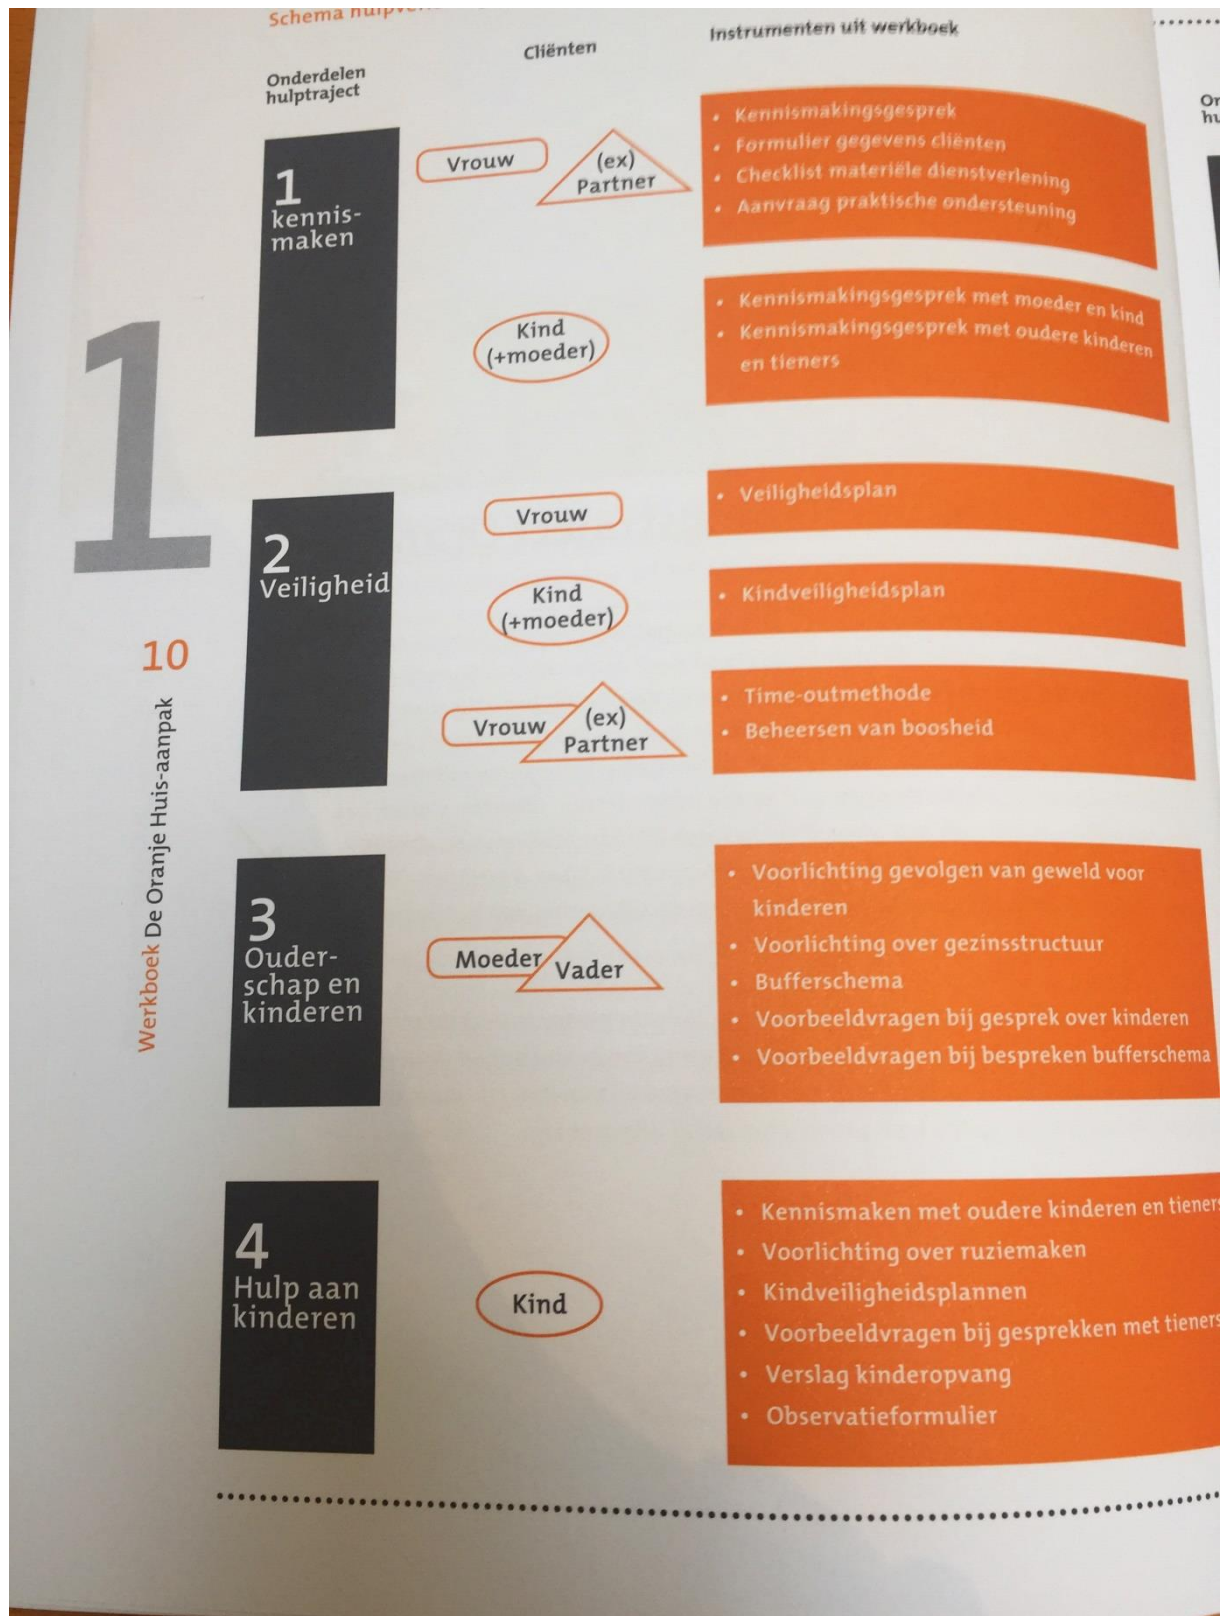 Schema
Onderdelen
hulptraject
Cliënten
Instrumenten uit werkboek
1
kennis-
maken
Vrouw
(ex)
Partner
• Kennismakingsgesprek
• Formulier gegevens cliënten
• Checklist materiële dienstverlening
• Aanvraag praktische ondersteuning
Kind
(+moeder)
• Kennismakingsgesprek met moeder en kind
• Kennismakingsgesprek met oudere kinderen
en tieners
1
2
Veiligheid
Vrouw
• Veiligheidsplan
Kind
(+moeder)
• Kindveiligheidsplan
Vrouw
(ex)
Partner
• Time-outmethode
• Beheersen van boosheid
10
Werkboek De Oranje Huis-aanpak
3
Ouder-
schap en
kinderen
Moeder
Vader
• Voorlichting gevolgen van geweld voor
kinderen
• Voorlichting over gezinsstructuur
• Bufferschema
• Voorbeeldvragen bij gesprek over kinderen
• Voorbeeldvragen bij bespreken bufferschema
4
Hulp aan
kinderen
Kind
• Kennismaken met oudere kinderen en tieners
• Voorlichting over ruziemaken
• Kindveiligheidsplannen
• Voorbeeldvragen bij gesprekken met tieners
• Verslag kinderopvang
• Observatieformulier